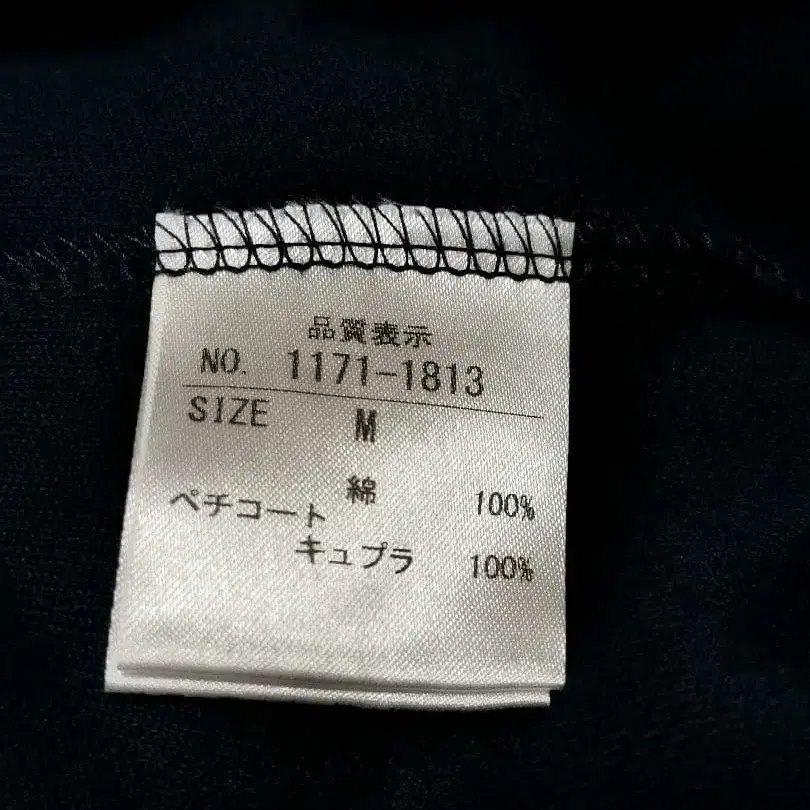 品質表示
NO. 1171-1813
SIZE M
綿 100%
ペチコート
キュプラ 100%